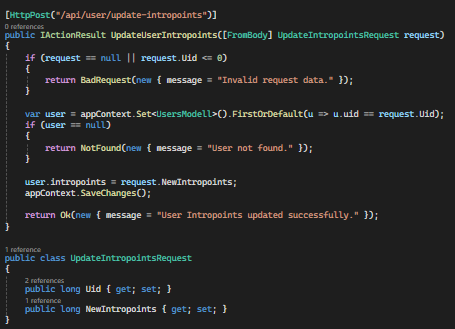 [HttpPost("/api/user/update-intropoints")]
0 references
public IActionResult UpdateUserIntropoints([FromBody] UpdateIntropointsRequest request)
{
if (request == null || request.Uid <= 0)
{
return BadRequest(new { message = "Invalid request data." });
}
var user = appContext.Set<UsersModell>().FirstOrDefault(u => u.uid == request.Uid);
if (user == null)
{
return NotFound(new { message = "User not found." });
}
user.intropoints = request.NewIntropoints;
appContext.SaveChanges();
return Ok(new { message = "User Intropoints updated successfully." });
}
1 reference
public class UpdateIntropointsRequest
{
2 references
public long Uid { get; set; }
1 reference
public long NewIntropoints { get; set; }
}